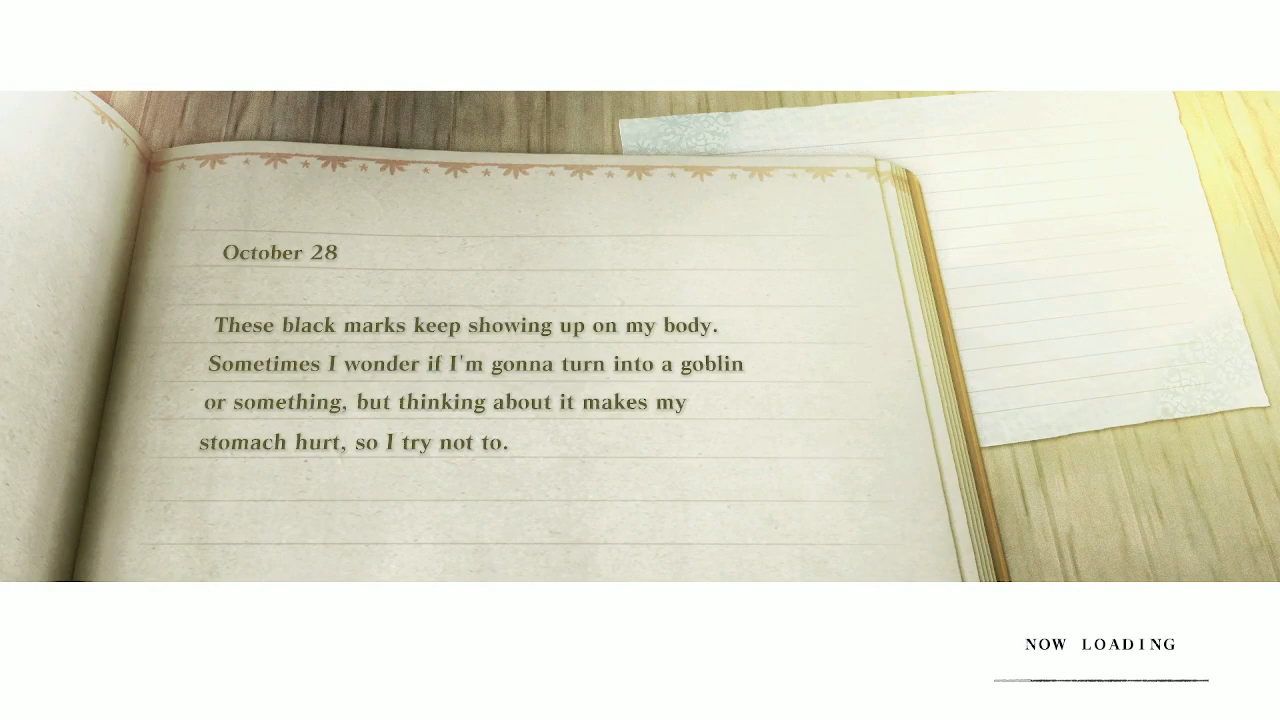 October 28
These black marks keep showing up on my body.
Sometimes I wonder if I'm gonna turn into a goblin
or something, but thinking about it makes my
stomach hurt, so I try not to.
NOW LOADING